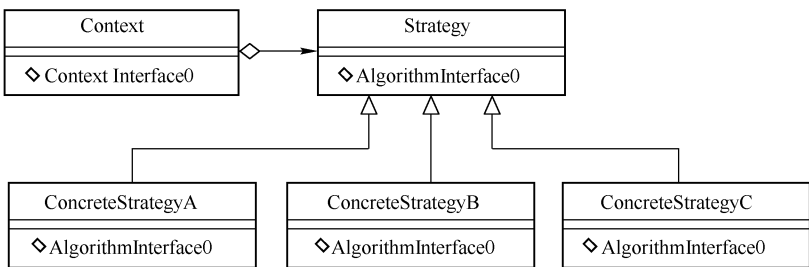 Context
Strategy
Context Interface0
AlgorithmInterface0
ConcreteStrategyA
ConcreteStrategyB
ConcreteStrategyC
AlgorithmInterface0
AlgorithmInterface0
AlgorithmInterface0